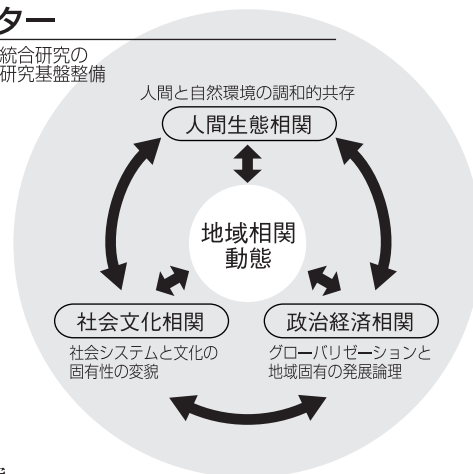 ター
統合研究の
研究基盤整備
人間と自然環境の調和的共存
人間生態相関
地域相関
動態
社会文化相関
社会システムと文化の
固有性の変貌
政治経済相関
グローバリゼーションと
地域固有の発展論理